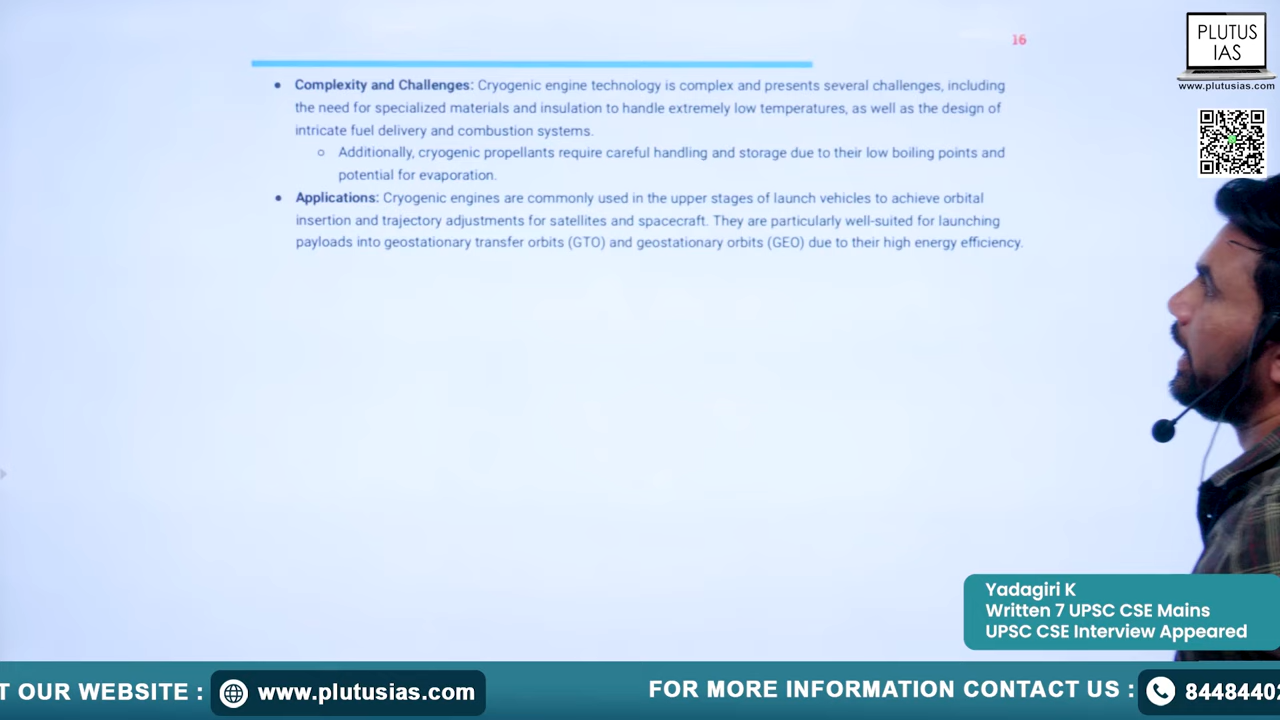 16
PLUTUS
IAS
www.plutusias.com
● Complexity and Challenges: Cryogenic engine technology is complex and presents several challenges, including
the need for specialized materials and insulation to handle extremely low temperatures, as well as the design of
intricate fuel delivery and combustion systems.
○ Additionally, cryogenic propellants require careful handling and storage due to their low boiling points and
potential for evaporation.
● Applications: Cryogenic engines are commonly used in the upper stages of launch vehicles to achieve orbital
insertion and trajectory adjustments for satellites and spacecraft. They are particularly well-suited for launching
payloads into geostationary transfer orbits (GTO) and geostationary orbits (GEO) due to their high energy efficiency.
Yadagiri K
Written 7 UPSC CSE Mains
UPSC CSE Interview Appeared
T OUR WEBSITE : www.plutusias.com FOR MORE INFORMATION CONTACT US : 84484402